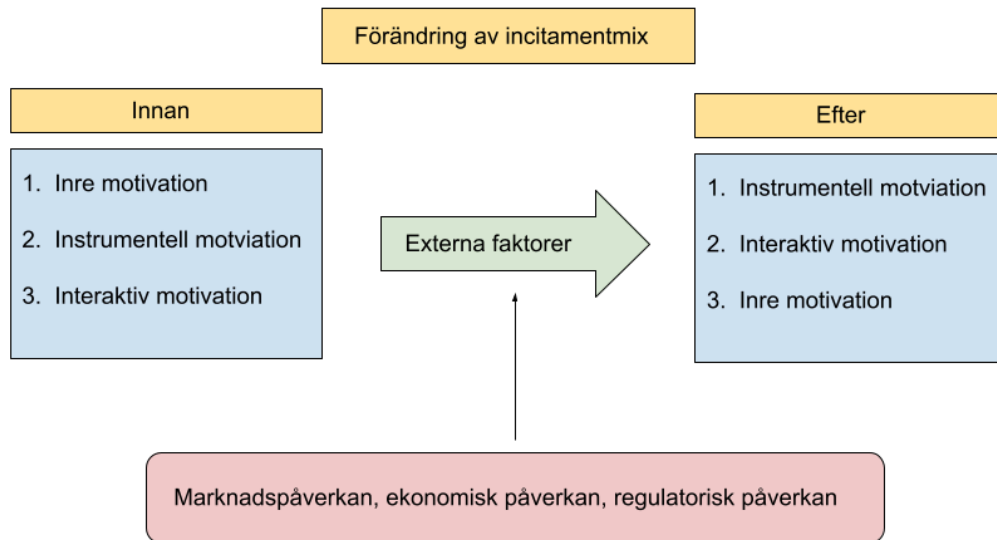 Förändring av incitamentmix
Innan
Efter
1. Inre motivation
2. Instrumentell motviation
3. Interaktiv motivation
Externa faktorer
1. Instrumentell motviation
2. Interaktiv motivation
3. Inre motivation
Marknadspåverkan, ekonomisk påverkan, regulatorisk påverkan